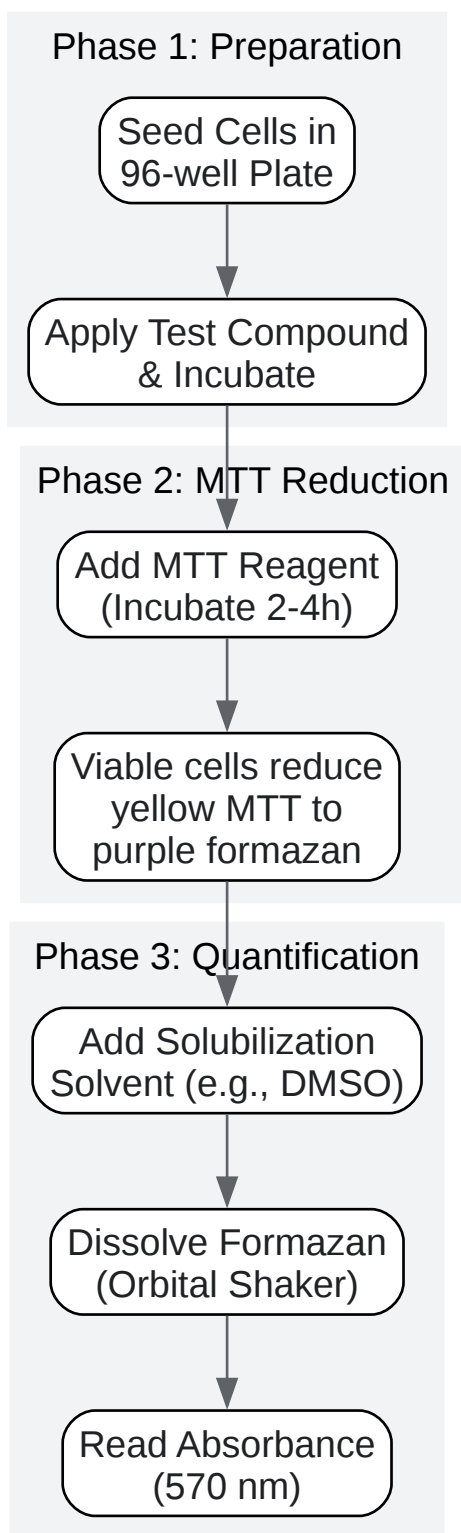 Phase 1: Preparation
Seed Cells in
96-well Plate
Apply Test Compound
& Incubate
Phase 2: MTT Reduction
Add MTT Reagent
(Incubate 2-4h)
Viable cells reduce
yellow MTT to
purple formazan
Phase 3: Quantification
Add Solubilization
Solvent (e.g., DMSO)
Dissolve Formazan
(Orbital Shaker)
Read Absorbance
(570 nm)